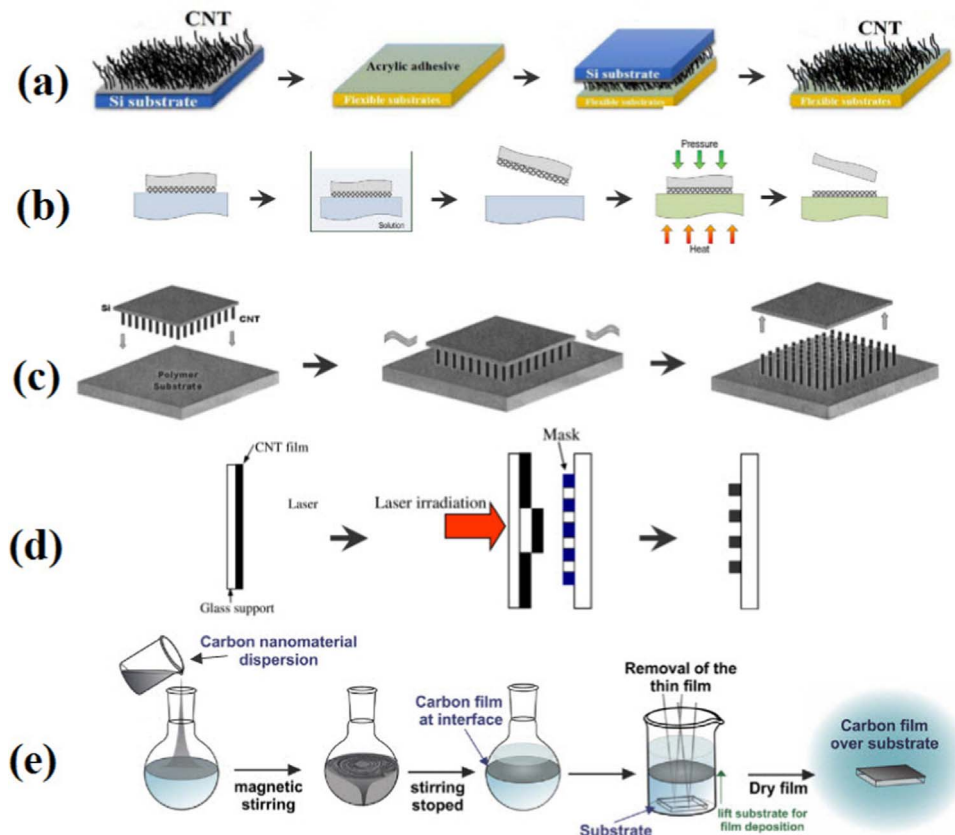 CNT
CNT
(a)
Si substrate
Acrylic adhesive
Flexible substrates
Si substrate
Flexible substrates
Flexible substrates
Pressure
(b)
Solution
Heat
Si
CNT
(c)
Polymer
Substrate
CNT film
Mask
Laser
Laser irradiation
(d)
Glass support
Carbon nanomaterial
dispersion
Removal of the
thin film
Carbon film
at interface
Carbon film
over substrate
(e)
magnetic
stirring
stirring
stoped
Dry film
Substrate
lift substrate for
film deposition